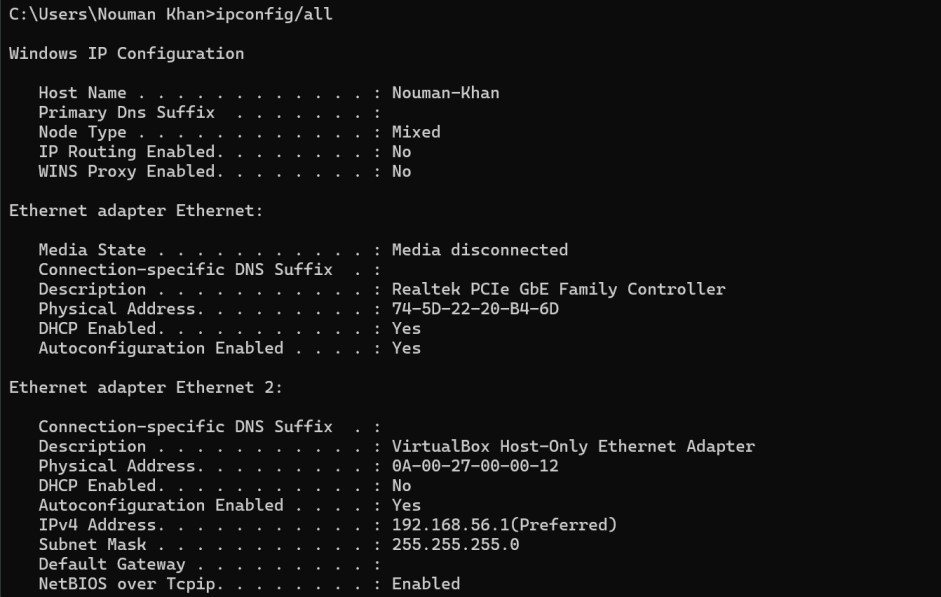 C:\Users\Nouman Khan>ipconfig/all
Windows IP Configuration
Host Name . . . . . . . . . . . . : Nouman-Khan
Primary Dns Suffix  . . . . . . . :
Node Type . . . . . . . . . . . . : Mixed
IP Routing Enabled. . . . . . . . : No
WINS Proxy Enabled. . . . . . . . : No
Ethernet adapter Ethernet:
Media State . . . . . . . . . . . : Media disconnected
Connection-specific DNS Suffix  . :
Description . . . . . . . . . . . : Realtek PCIe GbE Family Controller
Physical Address. . . . . . . . . : 74-5D-22-20-B4-6D
DHCP Enabled. . . . . . . . . . . : Yes
Autoconfiguration Enabled . . . . : Yes
Ethernet adapter Ethernet 2:
Connection-specific DNS Suffix  . :
Description . . . . . . . . . . . : VirtualBox Host-Only Ethernet Adapter
Physical Address. . . . . . . . . : 0A-00-27-00-00-12
DHCP Enabled. . . . . . . . . . . : No
Autoconfiguration Enabled . . . . : Yes
IPv4 Address. . . . . . . . . . . : 192.168.56.1(Preferred)
Subnet Mask . . . . . . . . . . . : 255.255.255.0
Default Gateway . . . . . . . . . :
NetBIOS over Tcpip. . . . . . . . : Enabled